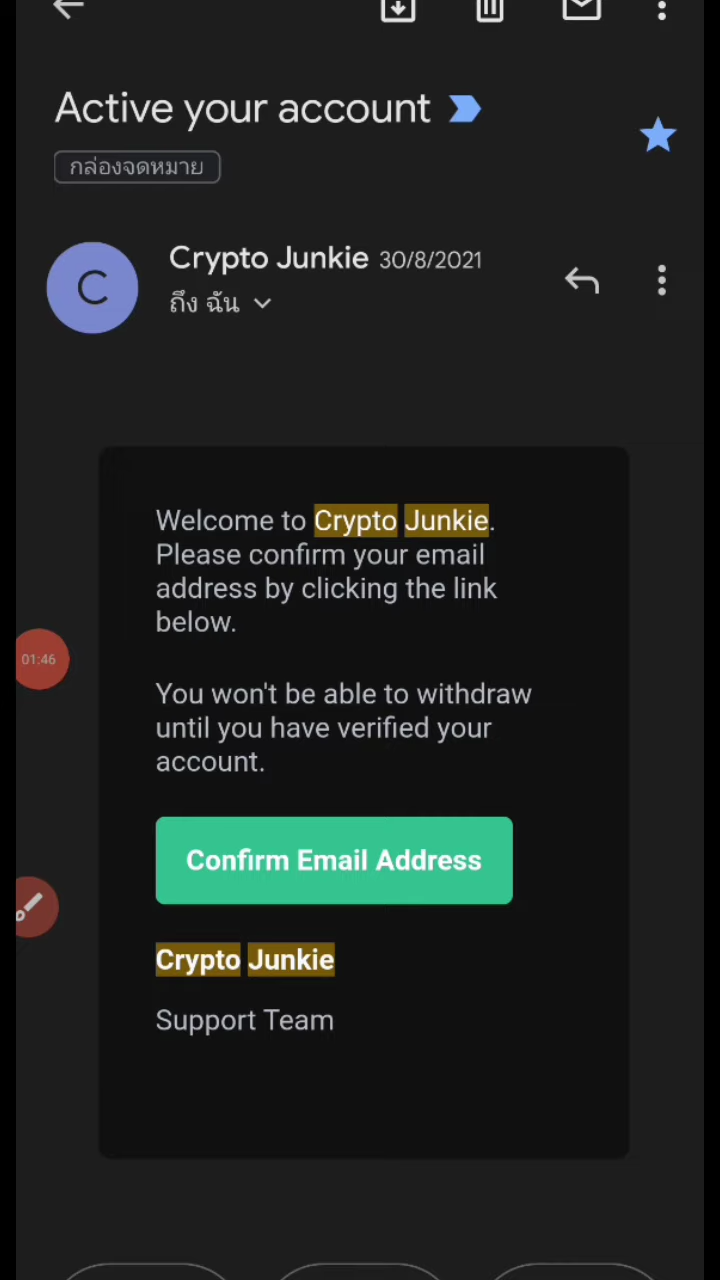 Active your account
กล่องจดหมาย
C
Crypto Junkie 30/8/2021
ถึง ฉัน
Welcome to Crypto Junkie.
Please confirm your email
address by clicking the link
below.
01:46
You won't be able to withdraw
until you have verified your
account.
Confirm Email Address
Crypto Junkie
Support Team